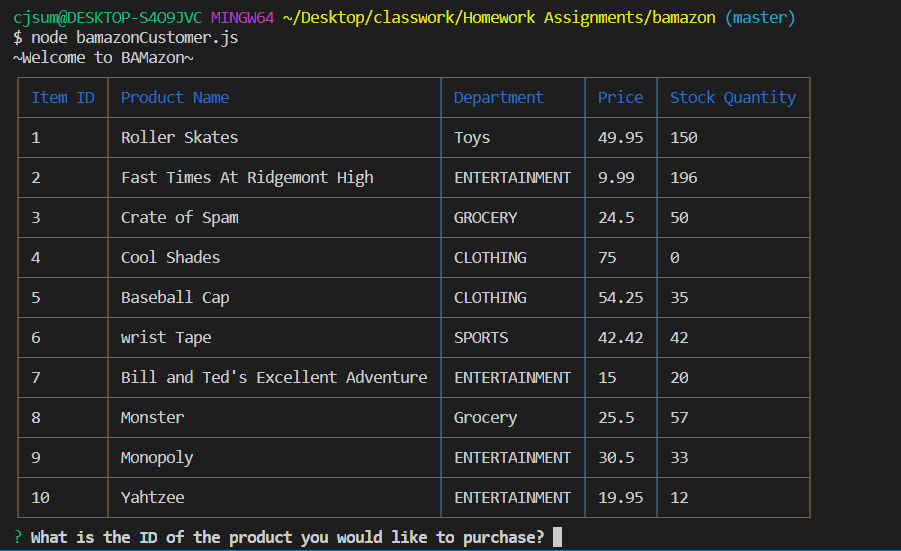 cjsum@DESKTOP-S4O9JVC MINGW64 ~/Desktop/classwork/Homework Assignments/bamazon (master)
$ node bamazonCustomer.js
~Welcome to BAMazon~
Item ID Product Name Department Price Stock Quantity
1 Roller Skates Toys 49.95 150
2 Fast Times At Ridgemont High ENTERTAINMENT 9.99 196
3 Crate of Spam GROCERY 24.5 50
4 Cool Shades CLOTHING 75 0
5 Baseball Cap CLOTHING 54.25 35
6 wrist Tape SPORTS 42.42 42
7 Bill and Ted's Excellent Adventure ENTERTAINMENT 15 20
8 Monster Grocery 25.5 57
9 Monopoly ENTERTAINMENT 30.5 33
10 Yahtzee ENTERTAINMENT 19.95 12
? What is the ID of the product you would like to purchase?